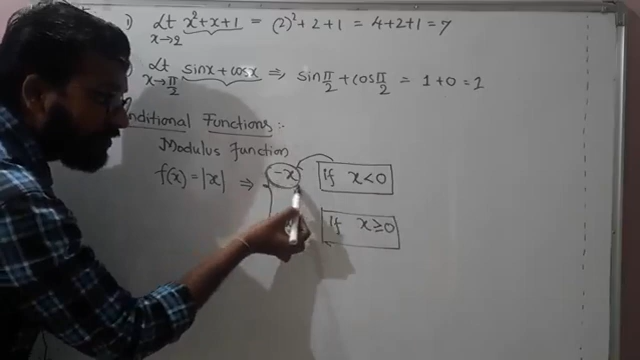 1) Lt x→2 x²+x+1 = (2)²+2+1 = 4+2+1 = 7
Lt x→π/2 sinx + cosx ⇒ sin π/2 + cos π/2 = 1+0 = 1
nditional Functions:-
Modulus Function
f(x) = |x| ⇒ -x if x<0
if x≥0